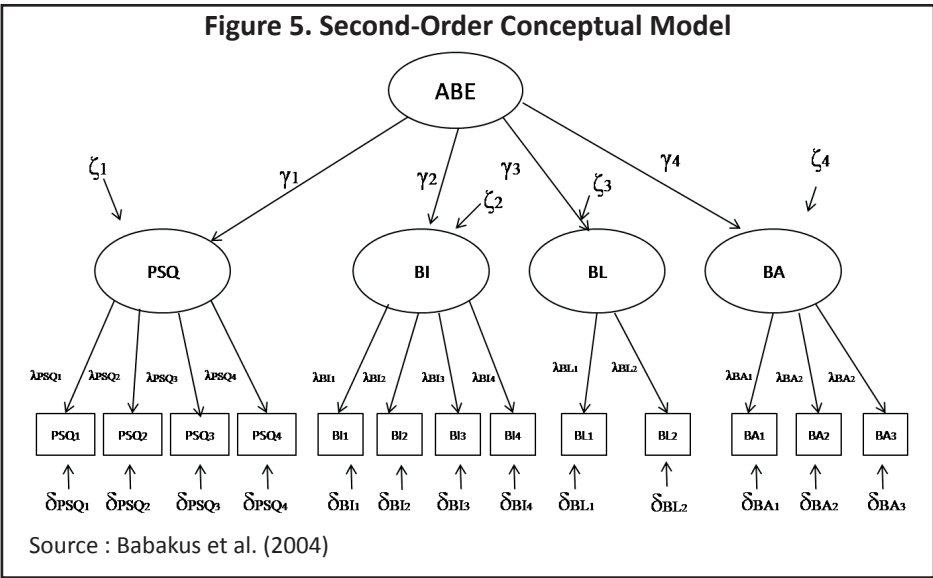 Figure 5. Second-Order Conceptual Model
ABE
ζ1 γ1 γ2 γ3 ζ2 ζ3 γ4 ζ4
PSQ BI BL BA
λPSQ1 λPSQ2 λPSQ3 λPSQ4 λBI1 λBI2 λBI3 λBI4 λBL1 λBL2 λBA1 λBA2 λBA2
PSQ1 PSQ2 PSQ3 PSQ4 BI1 BI2 BI3 BI4 BL1 BL2 BA1 BA2 BA3
δPSQ1 δPSQ2 δPSQ3 δPSQ4 δBI1 δBI2 δBI3 δBI4 δBL1 δBL2 δBA1 δBA2 δBA3
Source : Babakus et al. (2004)